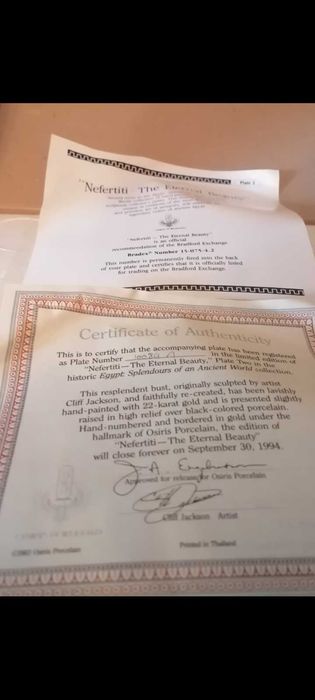 Plate 2
"Nefertiti — The Eternal Beauty"
"Nefertiti — The Eternal Beauty"
is an official
recommendation of the Bradford Exchange
Bradex® Number
This number is permanently fired into the back
of your plate and certifies that it is officially listed
for trading on the Bradford Exchange.
Certificate of Authenticity
This is to certify that the accompanying plate has been registered
as Plate Number in the limited edition of
"Nefertiti—The Eternal Beauty," Plate Two in the
historic Egypt: Splendours of an Ancient World collection.
This resplendent bust, originally sculpted by artist
Cliff Jackson, and faithfully re-created, has been lavishly
hand-painted with 22-karat gold and is presented slightly
raised in high relief over black-colored porcelain.
Hand-numbered and bordered in gold under the
hallmark of Osiris Porcelain, the edition of
"Nefertiti—The Eternal Beauty"
will close forever on September 30, 1994.
Approved for release for Osiris Porcelain
Cliff Jackson Artist
Osiris Porcelain
Printed in Thailand